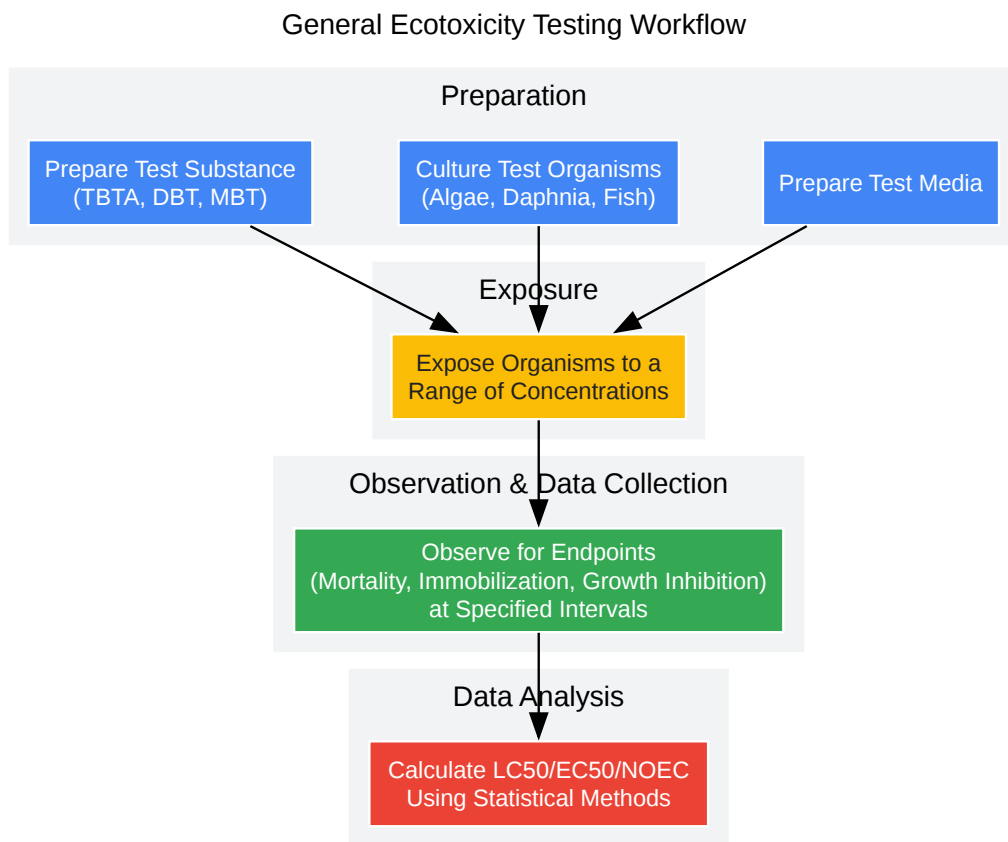 General Ecotoxicity Testing Workflow
Preparation
Prepare Test Substance
(TBTA, DBT, MBT)
Culture Test Organisms
(Algae, Daphnia, Fish)
Prepare Test Media
Exposure
Expose Organisms to a
Range of Concentrations
Observation & Data Collection
Observe for Endpoints
(Mortality, Immobilization, Growth Inhibition)
at Specified Intervals
Data Analysis
Calculate LC50/EC50/NOEC
Using Statistical Methods